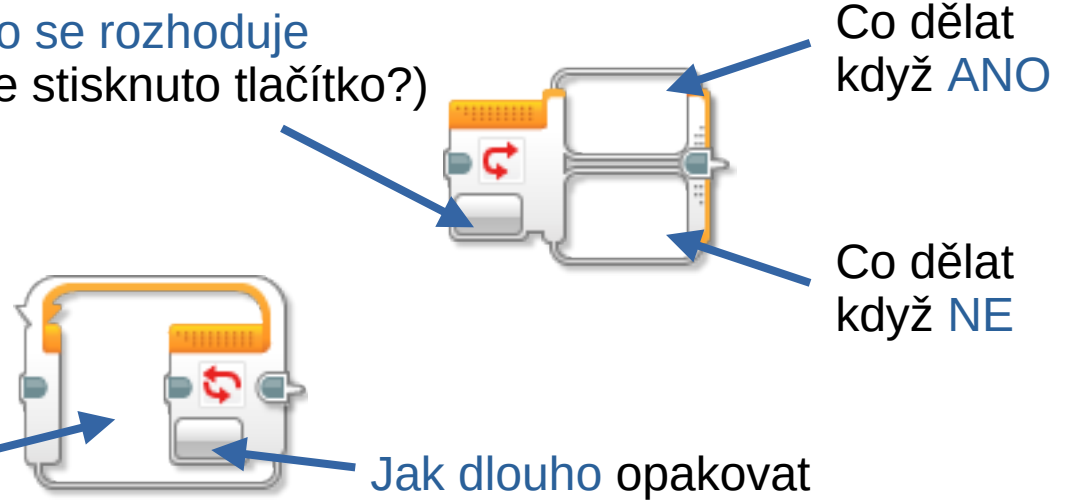 o se rozhoduje
e stisknuto tlačítko?)
Co dělat
když ANO
Co dělat
když NE
Jak dlouho opakovat